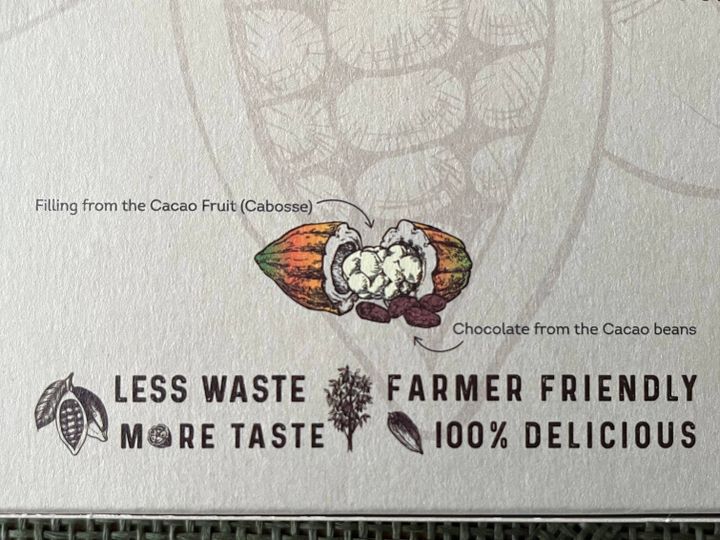 Filling from the Cacao Fruit (Cabosse)
Chocolate from the Cacao beans
LESS WASTE
MORE TASTE
FARMER FRIENDLY
100% DELICIOUS